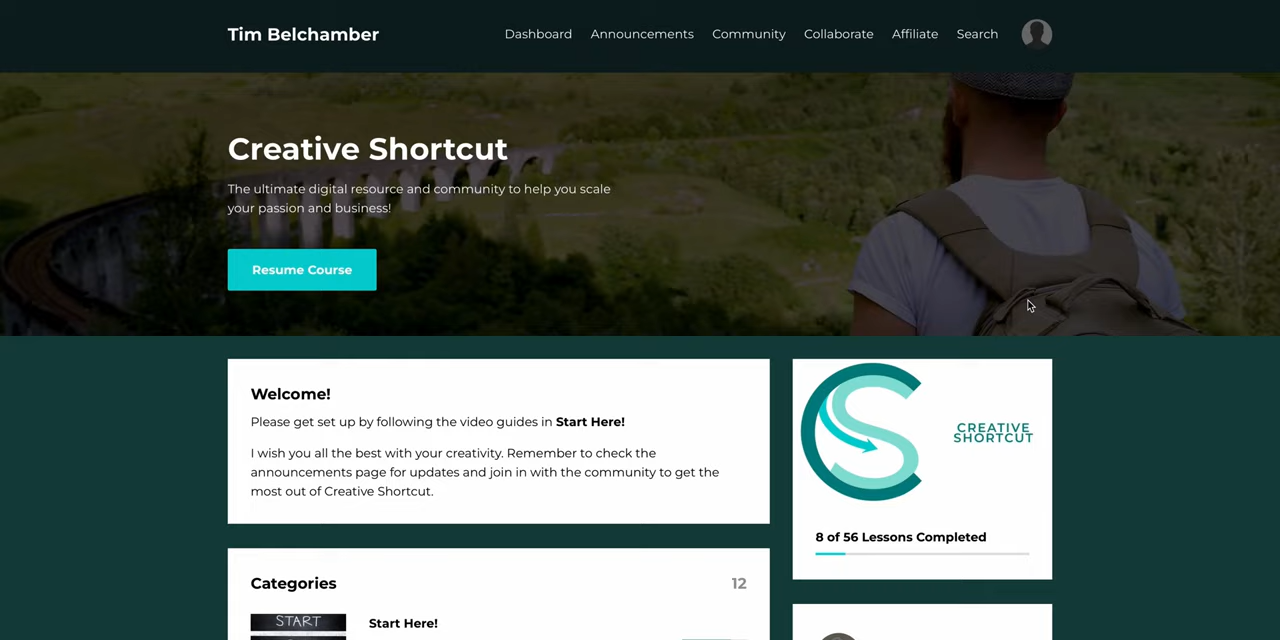 Tim Belchamber
Dashboard
Announcements
Community
Collaborate
Affiliate
Search
Creative Shortcut
The ultimate digital resource and community to help you scale
your passion and business!
Resume Course
Welcome!
Please get set up by following the video guides in Start Here!
I wish you all the best with your creativity. Remember to check the
announcements page for updates and join in with the community to get the
most out of Creative Shortcut.
CREATIVE
SHORTCUT
8 of 56 Lessons Completed
Categories
12
START
Start Here!